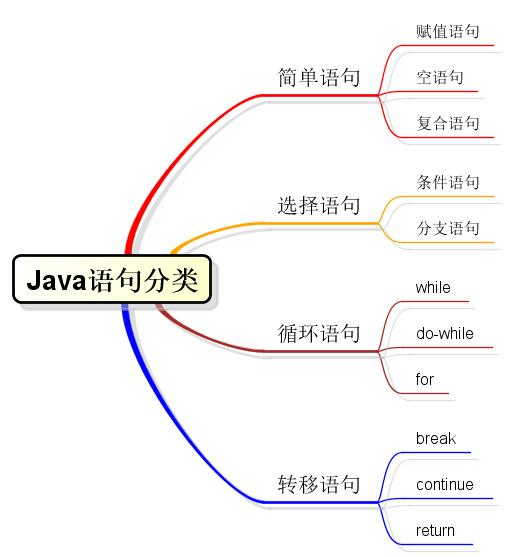 Java语句分类
简单语句
赋值语句
空语句
复合语句
选择语句
条件语句
分支语句
循环语句
while
do-while
for
转移语句
break
continue
return